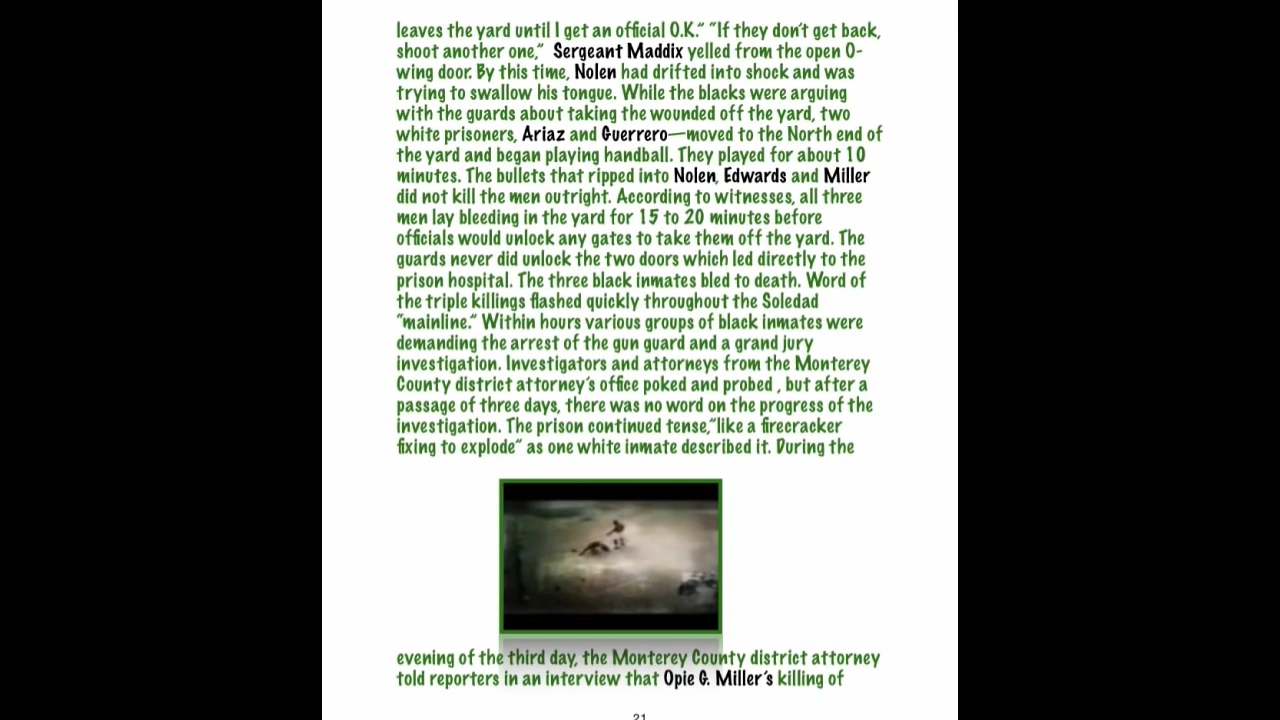 leaves the yard until I get an official O.K.” “If they don’t get back,
shoot another one,” Sergeant Maddix yelled from the open O-
wing door. By this time, Nolen had drifted into shock and was
trying to swallow his tongue. While the blacks were arguing
with the guards about taking the wounded off the yard, two
white prisoners, Ariaz and Guerrero—moved to the North end of
the yard and began playing handball. They played for about 10
minutes. The bullets that ripped into Nolen, Edwards and Miller
did not kill the men outright. According to witnesses, all three
men lay bleeding in the yard for 15 to 20 minutes before
officials would unlock any gates to take them off the yard. The
guards never did unlock the two doors which led directly to the
prison hospital. The three black inmates bled to death. Word of
the triple killings flashed quickly throughout the Soledad
“mainline.” Within hours various groups of black inmates were
demanding the arrest of the gun guard and a grand jury
investigation. Investigators and attorneys from the Monterey
County district attorney’s office poked and probed , but after a
passage of three days, there was no word on the progress of the
investigation. The prison continued tense,“like a firecracker
fixing to explode” as one white inmate described it. During the
evening of the third day, the Monterey County district attorney
told reporters in an interview that Opie G. Miller’s killing of
21